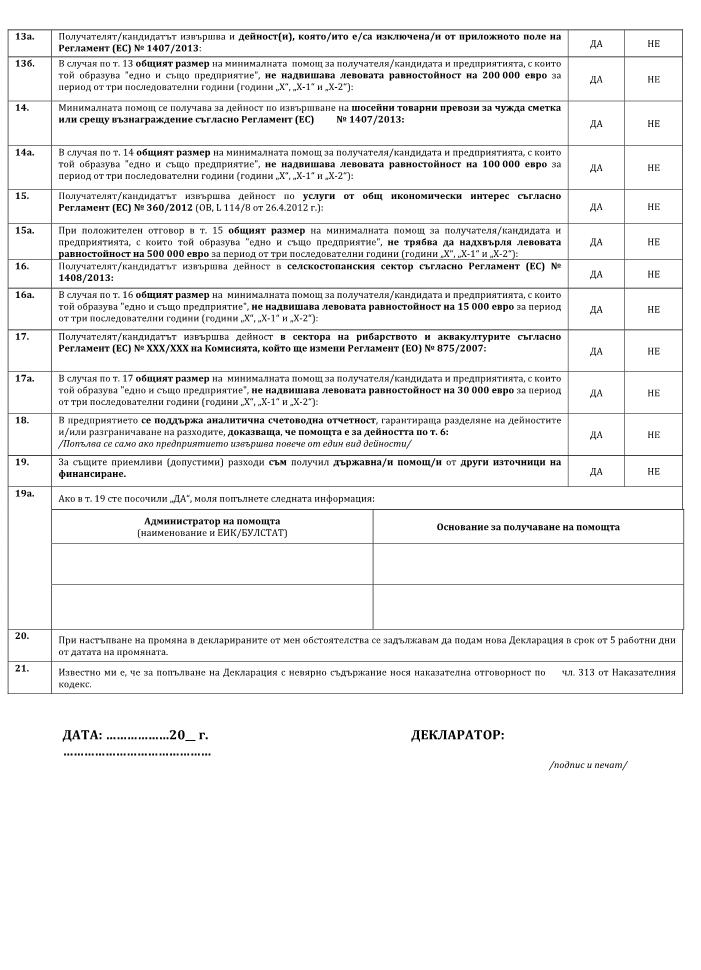 13а. Получателят/кандидатът извършва и дейност(и), която/ито е/са изключена/и от приложното поле на
Регламент (ЕС) № 1407/2013:
ДА НЕ
13б. В случая по т. 13 общият размер на минималната помощ за получателя/кандидата и предприятията, с които
той образува "едно и също предприятие", не надвишава левовата равностойност на 200 000 евро за
период от три последователни години (години „X“, „X-1“ и „X-2“):
ДА НЕ
14. Минималната помощ се получава за дейност по извършване на шосейни товарни превози за чужда сметка
или срещу възнаграждение съгласно Регламент (ЕС) № 1407/2013:
ДА НЕ
14а. В случая по т. 14 общият размер на минималната помощ за получателя/кандидата и предприятията, с които
той образува "едно и също предприятие", не надвишава левовата равностойност на 100 000 евро за
период от три последователни години (години „X“, „X-1“ и „X-2“):
ДА НЕ
15. Получателят/кандидатът извършва дейност по услуги от общ икономически интерес съгласно
Регламент (ЕС) № 360/2012 (ОВ, L 114/8 от 26.4.2012 г.):
ДА НЕ
15а. При положителен отговор в т. 15 общият размер на минималната помощ за получателя/кандидата и
предприятията, с които той образува "едно и също предприятие", не трябва да надхвърля левовата
равностойност на 500 000 евро за период от три последователни години (години „X“, „X-1“ и „X-2“):
ДА НЕ
16. Получателят/кандидатът извършва дейност в селскостопанския сектор съгласно Регламент (ЕС) №
1408/2013:
ДА НЕ
16а. В случая по т. 16 общият размер на минималната помощ за получателя/кандидата и предприятията, с които
той образува "едно и също предприятие", не надвишава левовата равностойност на 15 000 евро за период
от три последователни години (години „X“, „X-1“ и „X-2“):
ДА НЕ
17. Получателят/кандидатът извършва дейност в сектора на рибарството и аквакултурите съгласно
Регламент (ЕС) № XXX/XXX на Комисията, който ще измени Регламент (ЕО) № 875/2007:
ДА НЕ
17а. В случая по т. 17 общият размер на минималната помощ за получателя/кандидата и предприятията, с които
той образува "едно и също предприятие", не надвишава левовата равностойност на 30 000 евро за период
от три последователни години (години „X“, „X-1“ и „X-2“):
ДА НЕ
18. В предприятието се поддържа аналитична счетоводна отчетност, гарантираща разделяне на дейностите
и/или разграничаване на разходите, доказваща, че помощта е за дейността по т. 6:
/Попълва се само ако предприятието извършва повече от един вид дейности/
ДА НЕ
19. За същите приемливи (допустими) разходи съм получил държавна/и помощ/и от други източници на
финансиране.
ДА НЕ
19а. Ако в т. 19 сте посочили „ДА“, моля попълнете следната информация:
Администратор на помощта
(наименование и ЕИК/БУЛСТАТ)
Основание за получаване на помощта
20. При настъпване на промяна в декларираните от мен обстоятелства се задължавам да подам нова Декларация в срок от 5 работни дни
от датата на промяната.
21. Известно ми е, че за попълване на Декларация с невярно съдържание нося наказателна отговорност по чл. 313 от Наказателния
кодекс.
ДАТА: ………………20__ г. ДЕКЛАРАТОР:
……………………………………
/подпис и печат/